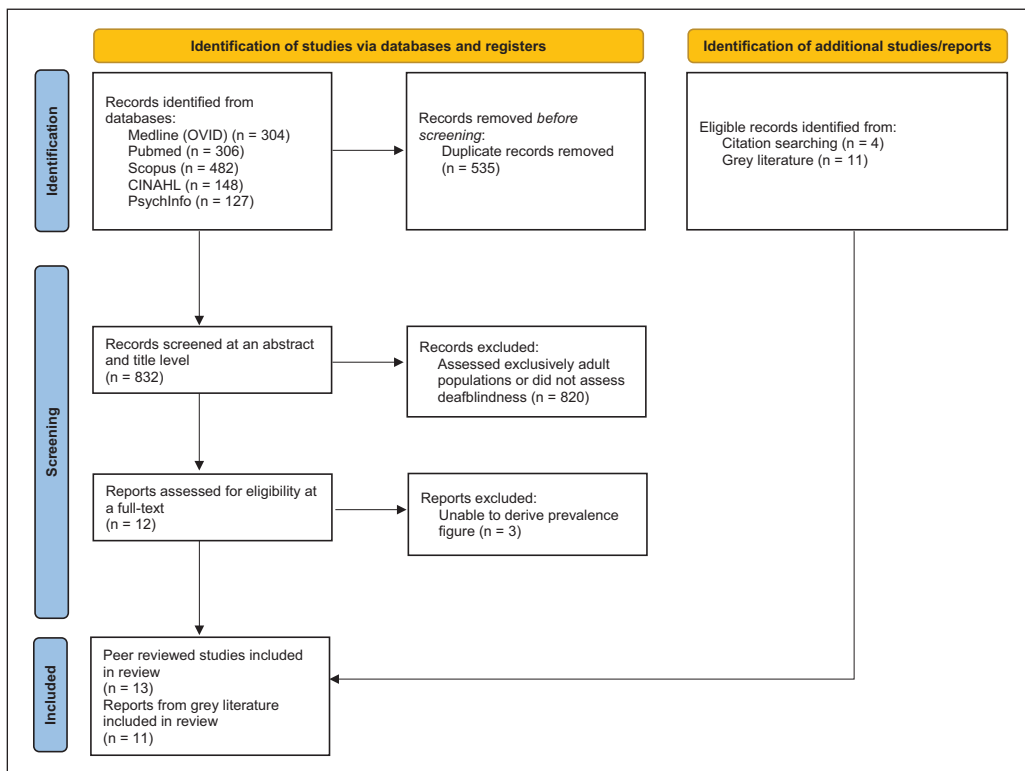 Identification of studies via databases and registers
Identification of additional studies/reports
Identification
Records identified from
databases:
Medline (OVID) (n = 304)
Pubmed (n = 306)
Scopus (n = 482)
CINAHL (n = 148)
PsychInfo (n = 127)
Records removed before
screening:
Duplicate records removed
(n = 535)
Eligible records identified from:
Citation searching (n = 4)
Grey literature (n = 11)
Screening
Records screened at an abstract
and title level
(n = 832)
Records excluded:
Assessed exclusively adult
populations or did not assess
deafblindness (n = 820)
Reports assessed for eligibility at
a full-text
(n = 12)
Reports excluded:
Unable to derive prevalence
figure (n = 3)
Included
Peer reviewed studies included
in review
(n = 13)
Reports from grey literature
included in review
(n = 11)